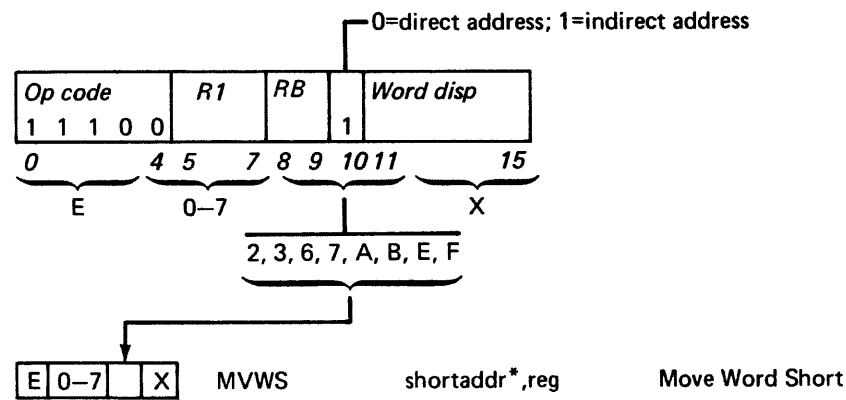 0=direct address; 1=indirect address
Op code R1 RB Word disp
1 1 1 0 0 1
0 4 5 7 8 9 10 11 15
E 0–7 X
2, 3, 6, 7, A, B, E, F
E 0–7 X MVWS shortaddr*,reg Move Word Short